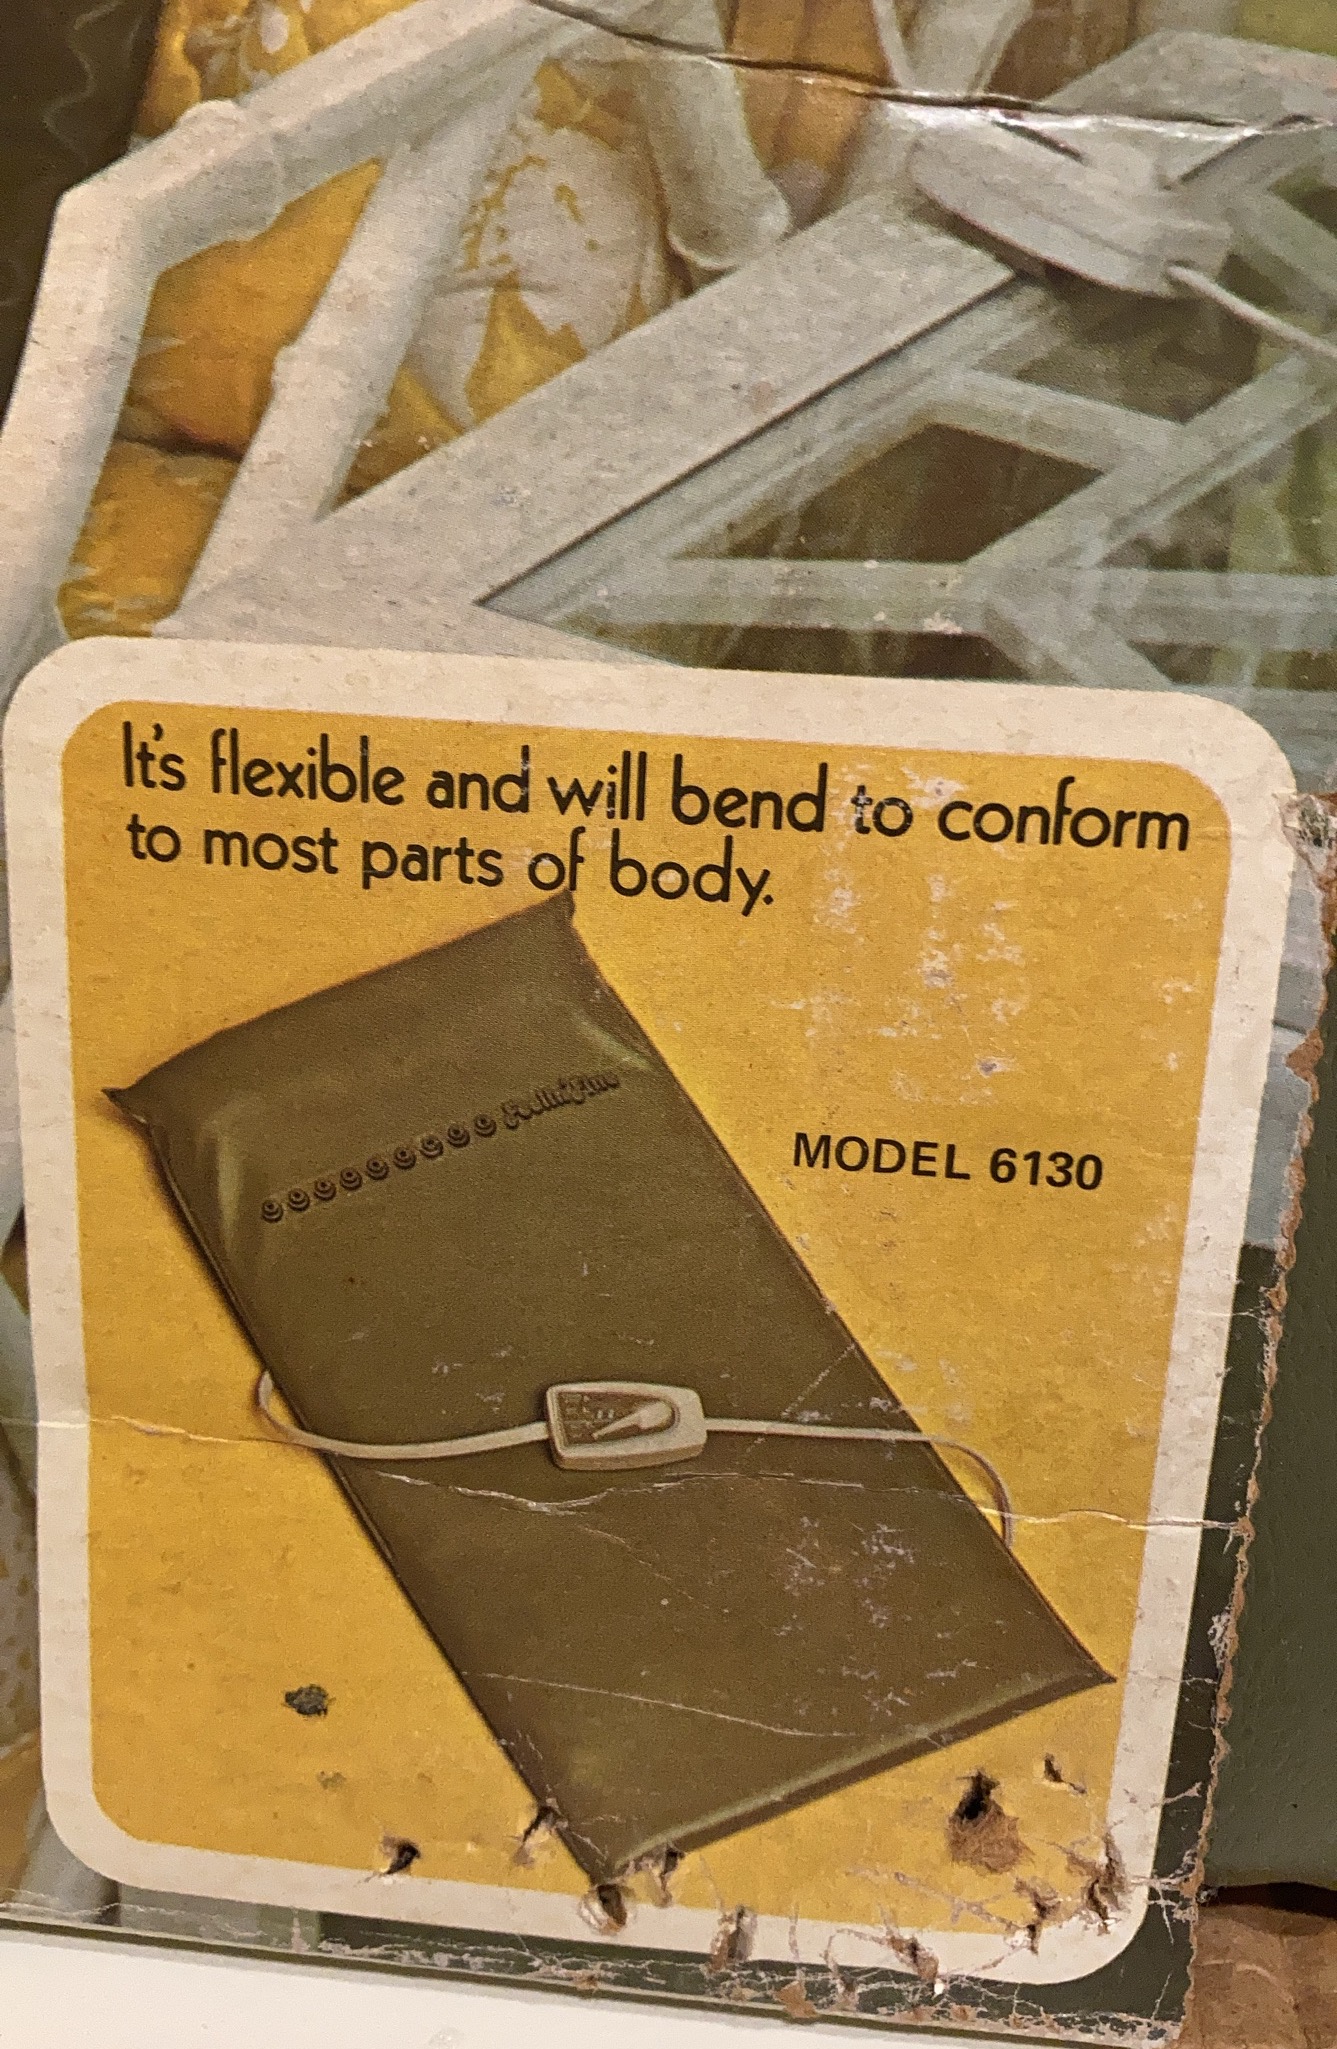 It's flexible and will bend to conform
to most parts of body.
MODEL 6130